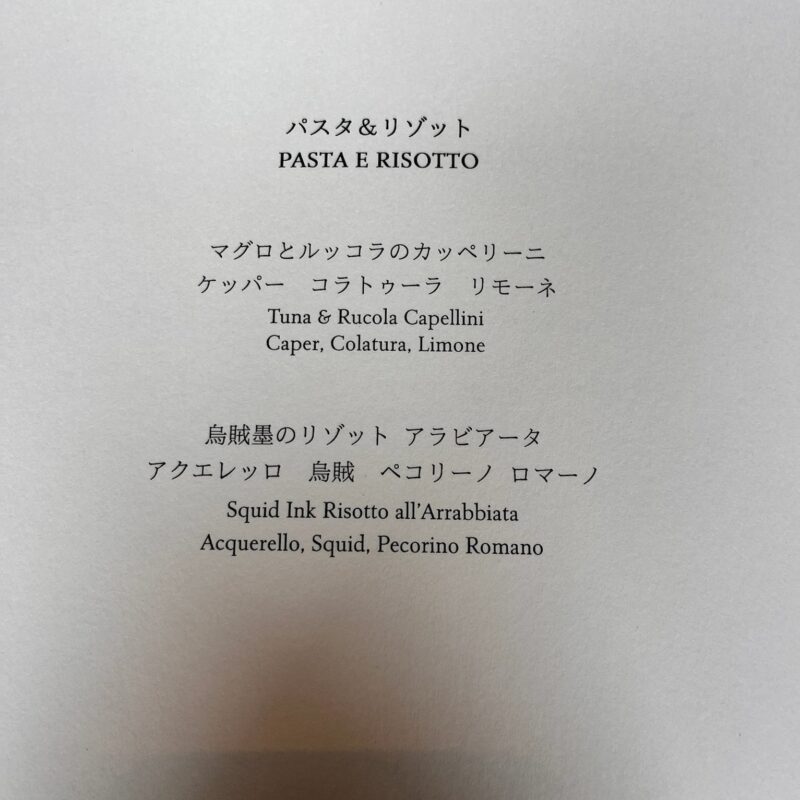 パスタ＆リゾット
PASTA E RISOTTO
マグロとルッコラのカッペリーニ
ケッパー　コラトゥーラ　リモーネ
Tuna & Rucola Capellini
Caper, Colatura, Limone
烏賊墨のリゾット アラビアータ
アクエレッロ　烏賊　ペコリーノ ロマーノ
Squid Ink Risotto all'Arrabbiata
Acquerello, Squid, Pecorino Romano